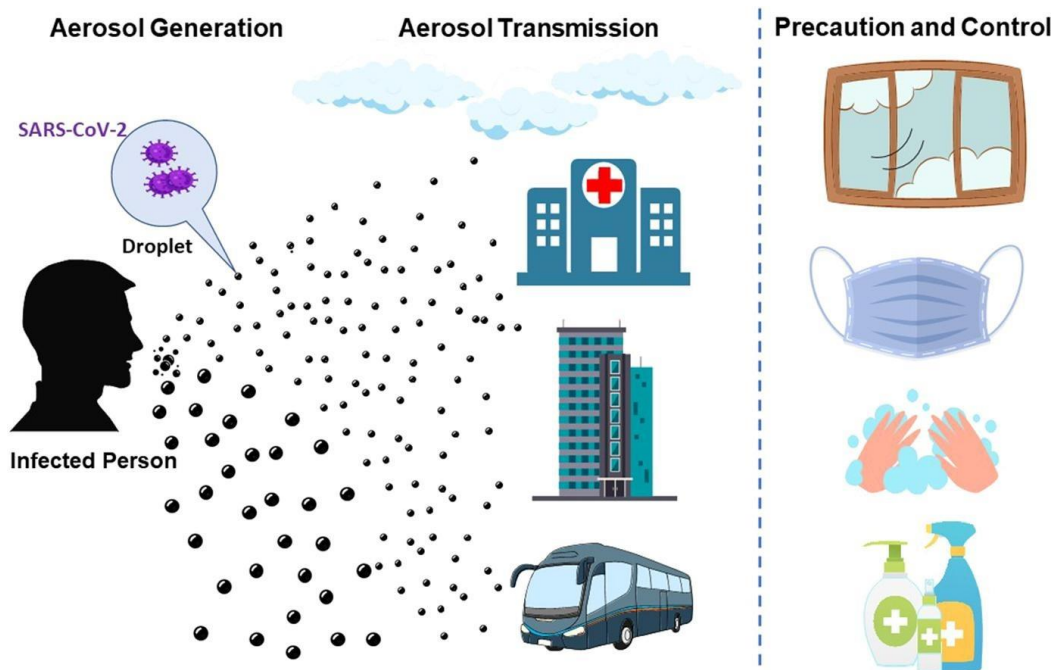 Aerosol Generation
Aerosol Transmission
Precaution and Control
SARS-CoV-2
Droplet
Infected Person